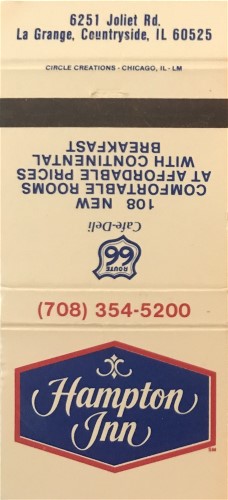 6251 Joliet Rd.
La Grange, Countryside, IL 60525
CIRCLE CREATIONS - CHICAGO, IL - LM
ROUTE
66
Cafe-Deli
108 NEW
COMFORTABLE ROOMS
AT AFFORDABLE PRICES
WITH CONTINENTAL
BREAKFAST
(708) 354-5200
Hampton
Inn
SM